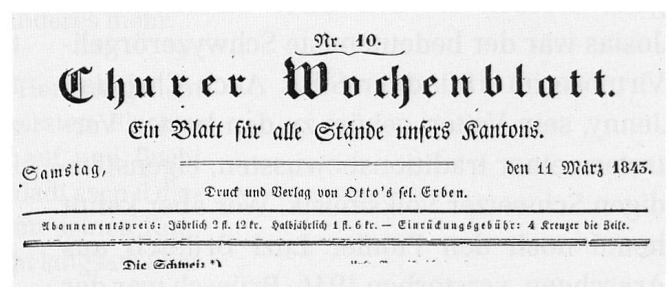 Nr. 10.
Churer Wochenblatt.
Ein Blatt für alle Stände unsers Kantons.
Samstag, den 11 März 1843.
Druck und Verlag von Otto's sel. Erben.
Abonnementspreis: Jährlich 2 fl. 12 kr. Halbjährlich 1 fl. 6 kr. — Einrückungsgebühr: 4 Kreuzer die Zeile.
Die Schweiz